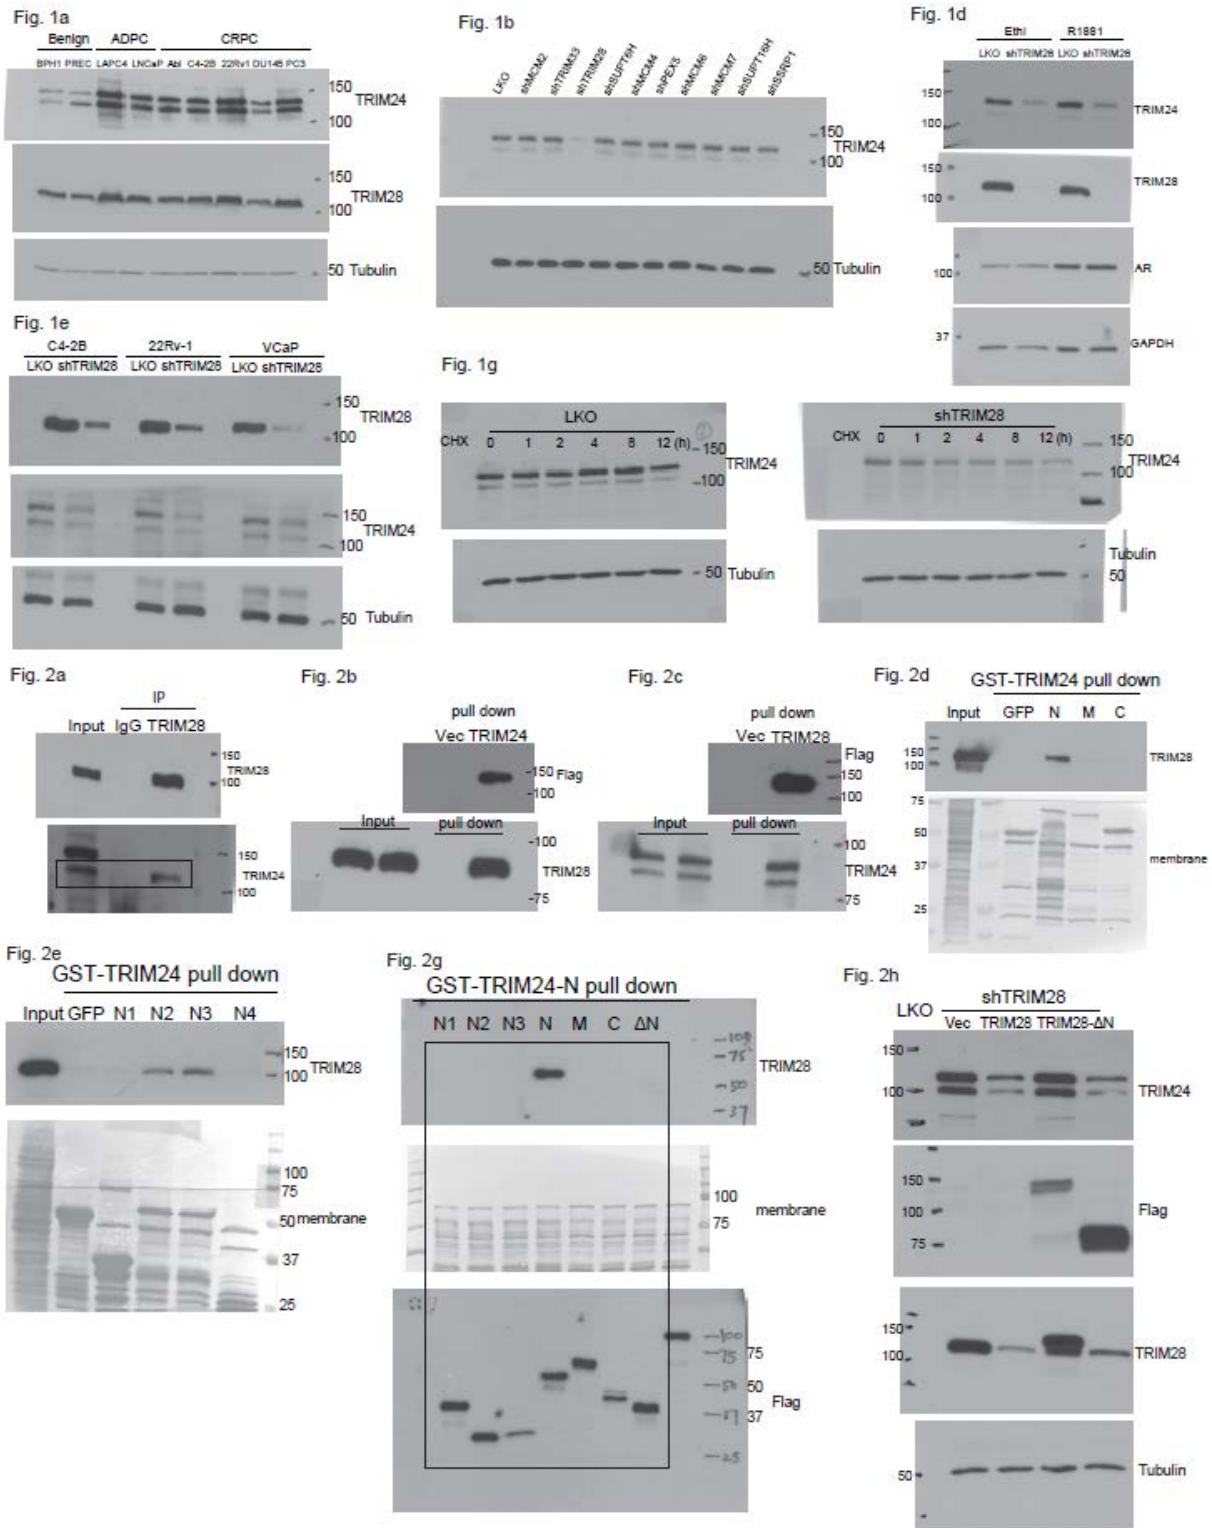 Fig. 1a
Benign ADPC CRPC
BPH1 PREC LAPC4 LNCaP Abl C4-2B 22Rv1 DU145 PC3
150
TRIM24
100
150
TRIM28
100
50 Tubulin
Fig. 1b
LKO shMCM2 shTRIM33 shTRIM28 shSUPT6H shMCM4 shPEX5 shMCM6 shMCM7 shSUPT16H shSSRP1
150
TRIM24
100
50 Tubulin
Fig. 1d
Ethl R1881
LKO shTRIM28 LKO shTRIM28
150
TRIM24
100
150
TRIM28
100
AR
100
37
GAPDH
Fig. 1e
C4-2B 22Rv-1 VCaP
LKO shTRIM28 LKO shTRIM28 LKO shTRIM28
150
TRIM28
100
150
TRIM24
100
50 Tubulin
Fig. 1g
LKO
CHX 0 1 2 4 8 12 (h)
150
TRIM24
100
50 Tubulin
shTRIM28
CHX 0 1 2 4 8 12 (h)
150
TRIM24
100
Tubulin
50
Fig. 2a
IP
Input IgG TRIM28
150
TRIM28
100
150
TRIM24
100
Fig. 2b
pull down
Vec TRIM24
150 Flag
100
Input pull down
100
TRIM28
75
Fig. 2c
pull down
Vec TRIM28
Flag
150
100
Input pull down
100
TRIM24
75
Fig. 2d
GST-TRIM24 pull down
Input GFP N M C
150
100
TRIM28
75
50
membrane
37
25
Fig. 2e
GST-TRIM24 pull down
Input GFP N1 N2 N3 N4
150
TRIM28
100
100
75
50 membrane
37
25
Fig. 2g
GST-TRIM24-N pull down
N1 N2 N3 N M C ΔN
75
TRIM28
50
37
100
membrane
75
100
75 75
50 50
Flag
37 37
25
Fig. 2h
LKO shTRIM28
Vec TRIM28 TRIM28-ΔN
150
TRIM24
100
150
Flag
100
75
150
TRIM28
100
Tubulin
50